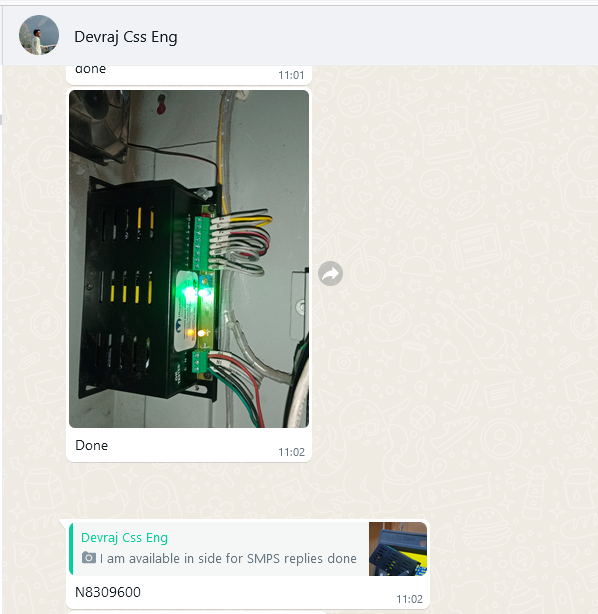 Devraj Css Eng
done
11:01
Done
11:02
Devraj Css Eng
I am available in side for SMPS replies done
N8309600
11:02